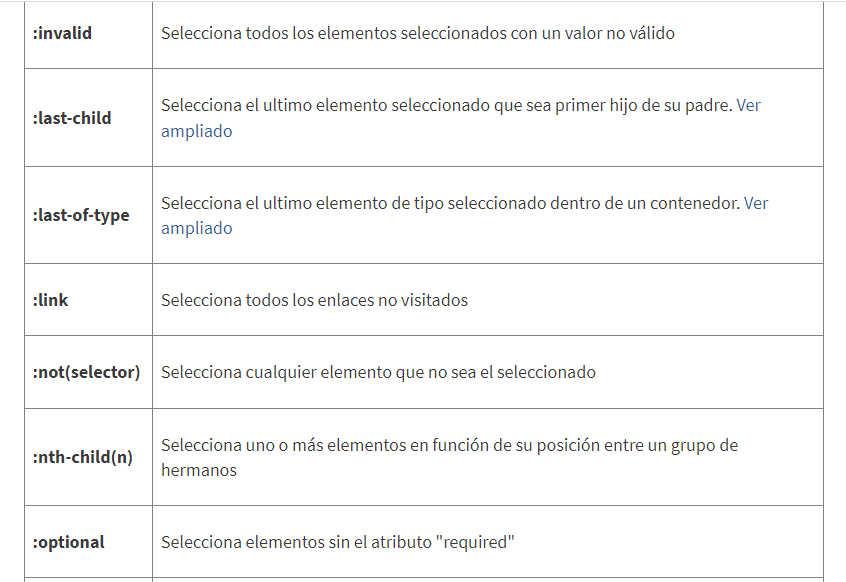 :invalid Selecciona todos los elementos seleccionados con un valor no válido
Selecciona el ultimo elemento seleccionado que sea primer hijo de su padre. Ver
:last-child
ampliado
Selecciona el ultimo elemento de tipo seleccionado dentro de un contenedor. Ver
:last-of-type
ampliado
:link Selecciona todos los enlaces no visitados
:not(selector) Selecciona cualquier elemento que no sea el seleccionado
Selecciona uno o más elementos en función de su posición entre un grupo de
:nth-child(n)
hermanos
:optional Selecciona elementos sin el atributo "required"